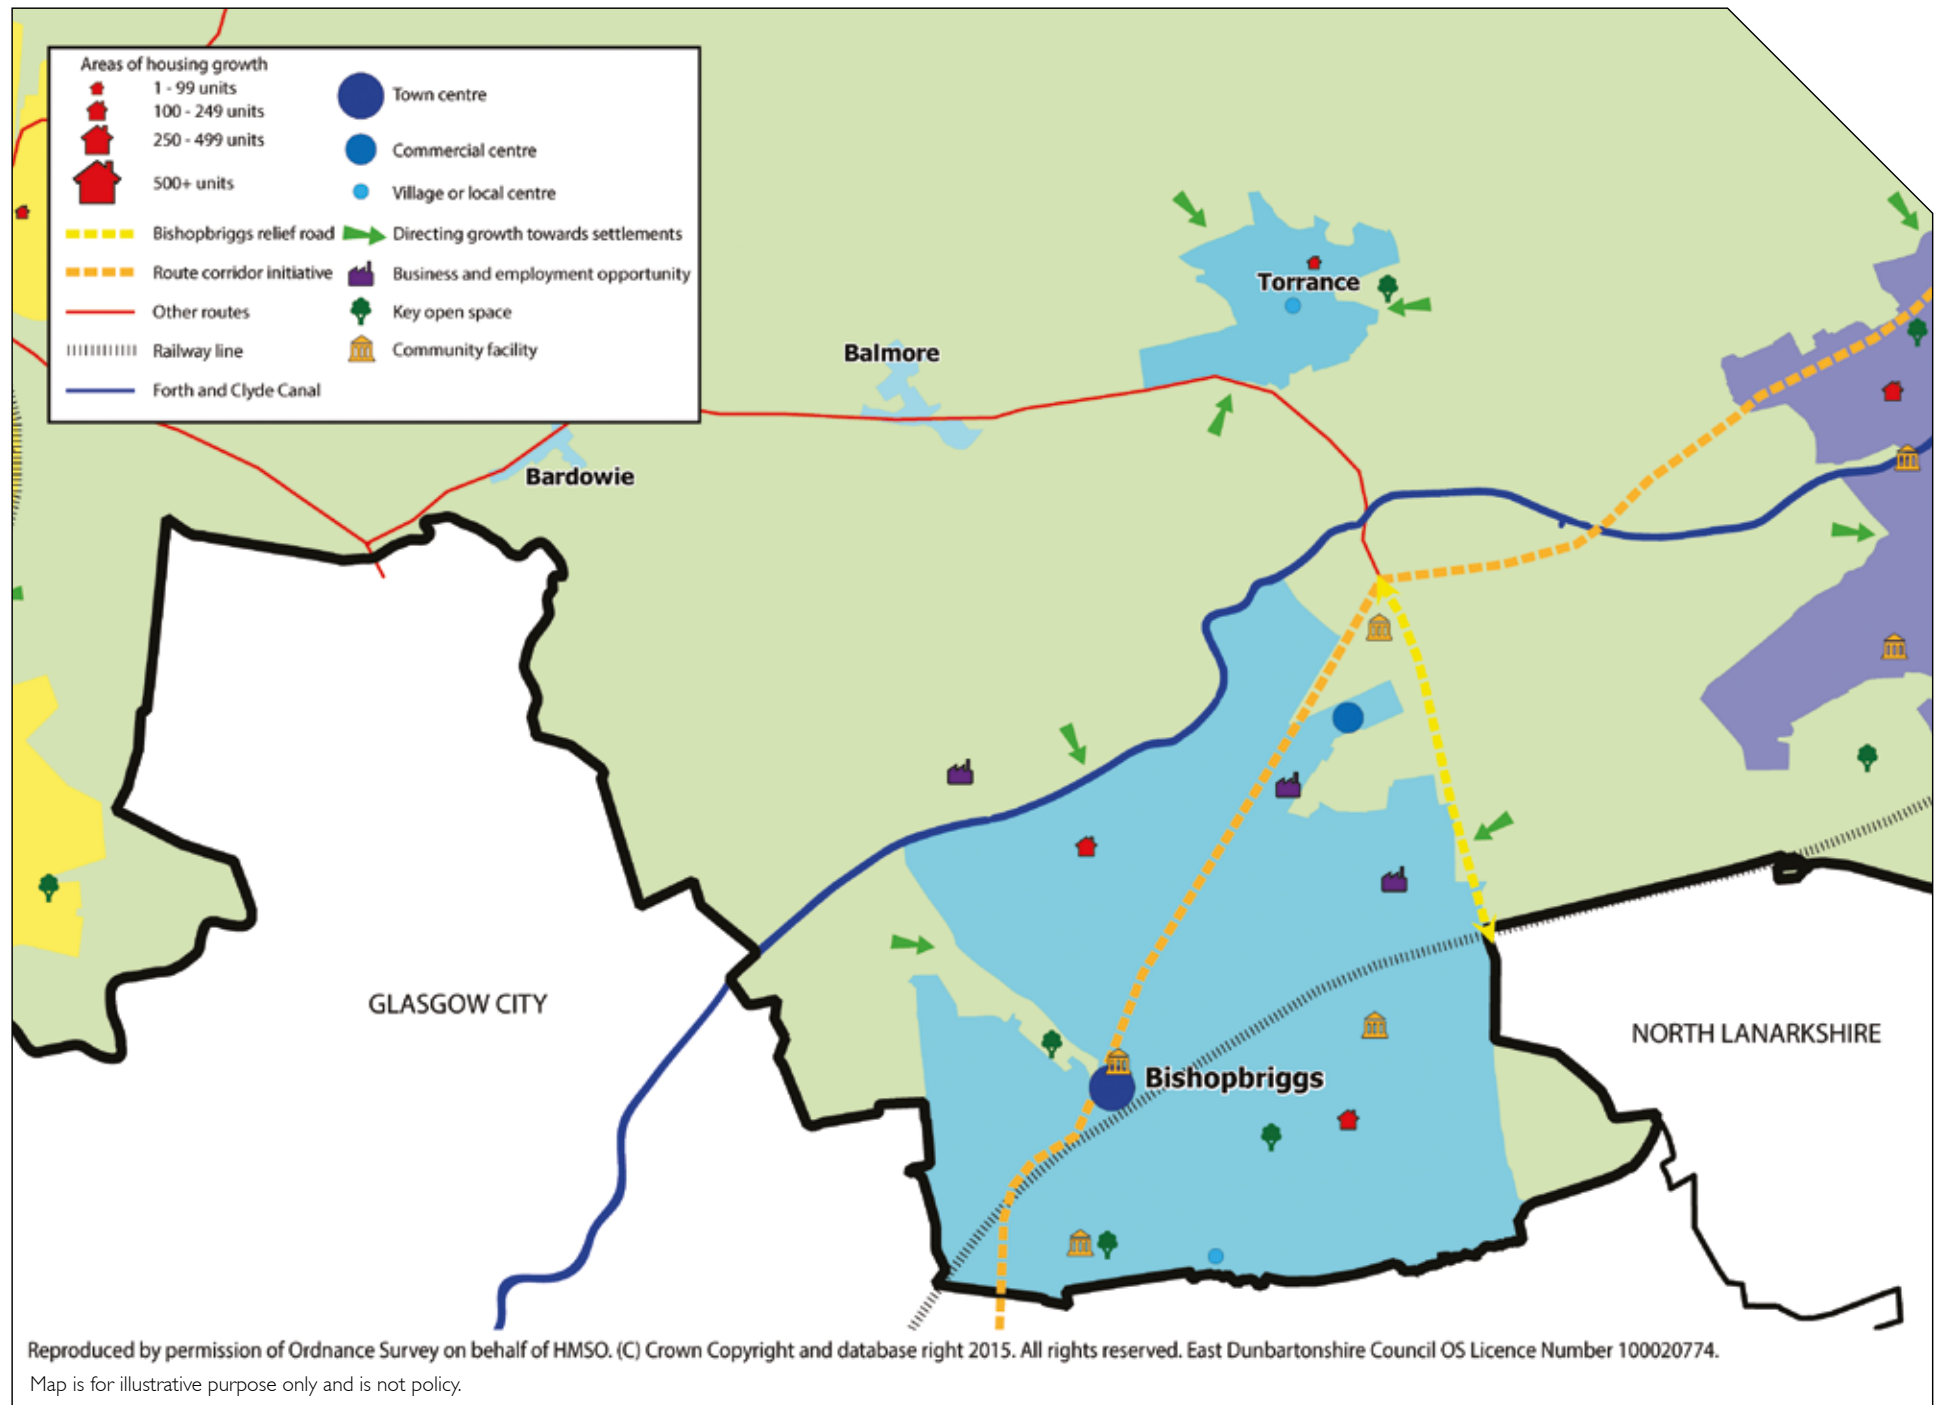 Areas of housing growth
1 - 99 units
100 - 249 units
250 - 499 units
500+ units
Bishopbriggs relief road
Route corridor initiative
Other routes
Railway line
Forth and Clyde Canal
Town centre
Commercial centre
Village or local centre
Directing growth towards settlements
Business and employment opportunity
Key open space
Community facility
Torrance
Balmore
Bardowie
GLASGOW CITY
NORTH LANARKSHIRE
Bishopbriggs
Reproduced by permission of Ordnance Survey on behalf of HMSO. (C) Crown Copyright and database right 2015. All rights reserved. East Dunbartonshire Council OS Licence Number 100020774.
Map is for illustrative purpose only and is not policy.